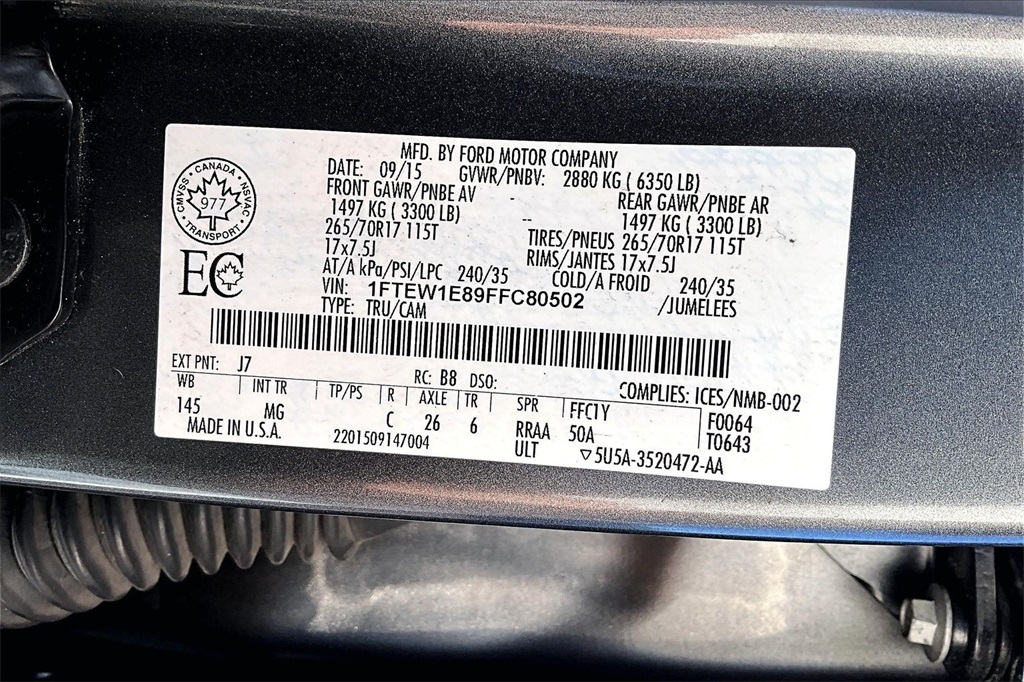 MFD. BY FORD MOTOR COMPANY
DATE: 09/15 GVWR/PNBV: 2880 KG ( 6350 LB)
FRONT GAWR/PNBE AV REAR GAWR/PNBE AR
1497 KG ( 3300 LB) -- 1497 KG ( 3300 LB)
265/70R17 115T TIRES/PNEUS 265/70R17 115T
17x7.5J RIMS/JANTES 17x7.5J
AT/A kPa/PSI/LPC 240/35 COLD/A FROID 240/35
VIN: 1FTEW1E89FFC80502 /JUMELEES
TYPE: TRU/CAM
CMVSS • CANADA • NSVAC • TRANSPORT •
977
EC
EXT PNT: J7 RC: B8 DSO: COMPLIES: ICES/NMB-002
WB INT TR TP/PS R AXLE TR SPR FFC1Y F0064
145 MG C 26 6 RRAA 50A T0643
MADE IN U.S.A. 2201509147004 ULT ▽5U5A-3520472-AA